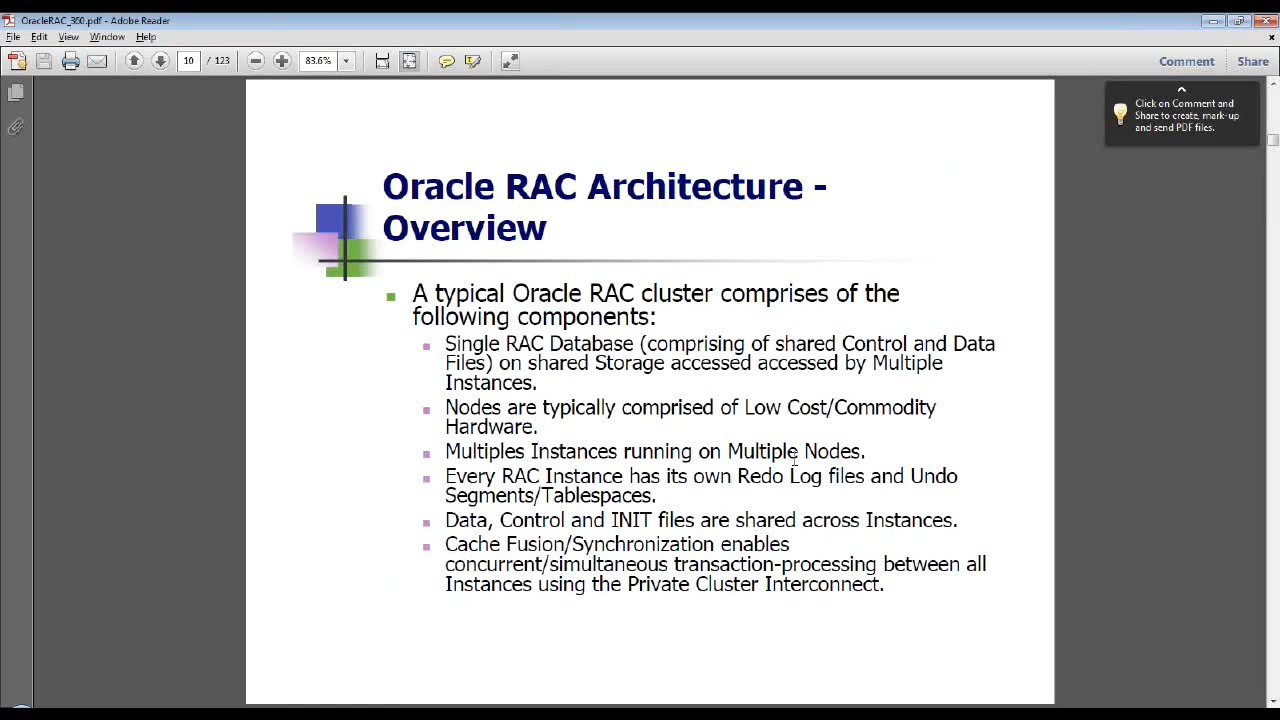 OracleRAC_360.pdf - Adobe Reader
File Edit View Window Help
10 / 123 83.6% Comment Share
Click on Comment and
Share to create, mark-up
and send PDF files.
Oracle RAC Architecture -
Overview
A typical Oracle RAC cluster comprises of the
following components:
Single RAC Database (comprising of shared Control and Data
Files) on shared Storage accessed accessed by Multiple
Instances.
Nodes are typically comprised of Low Cost/Commodity
Hardware.
Multiples Instances running on Multiple Nodes.
Every RAC Instance has its own Redo Log files and Undo
Segments/Tablespaces.
Data, Control and INIT files are shared across Instances.
Cache Fusion/Synchronization enables
concurrent/simultaneous transaction-processing between all
Instances using the Private Cluster Interconnect.